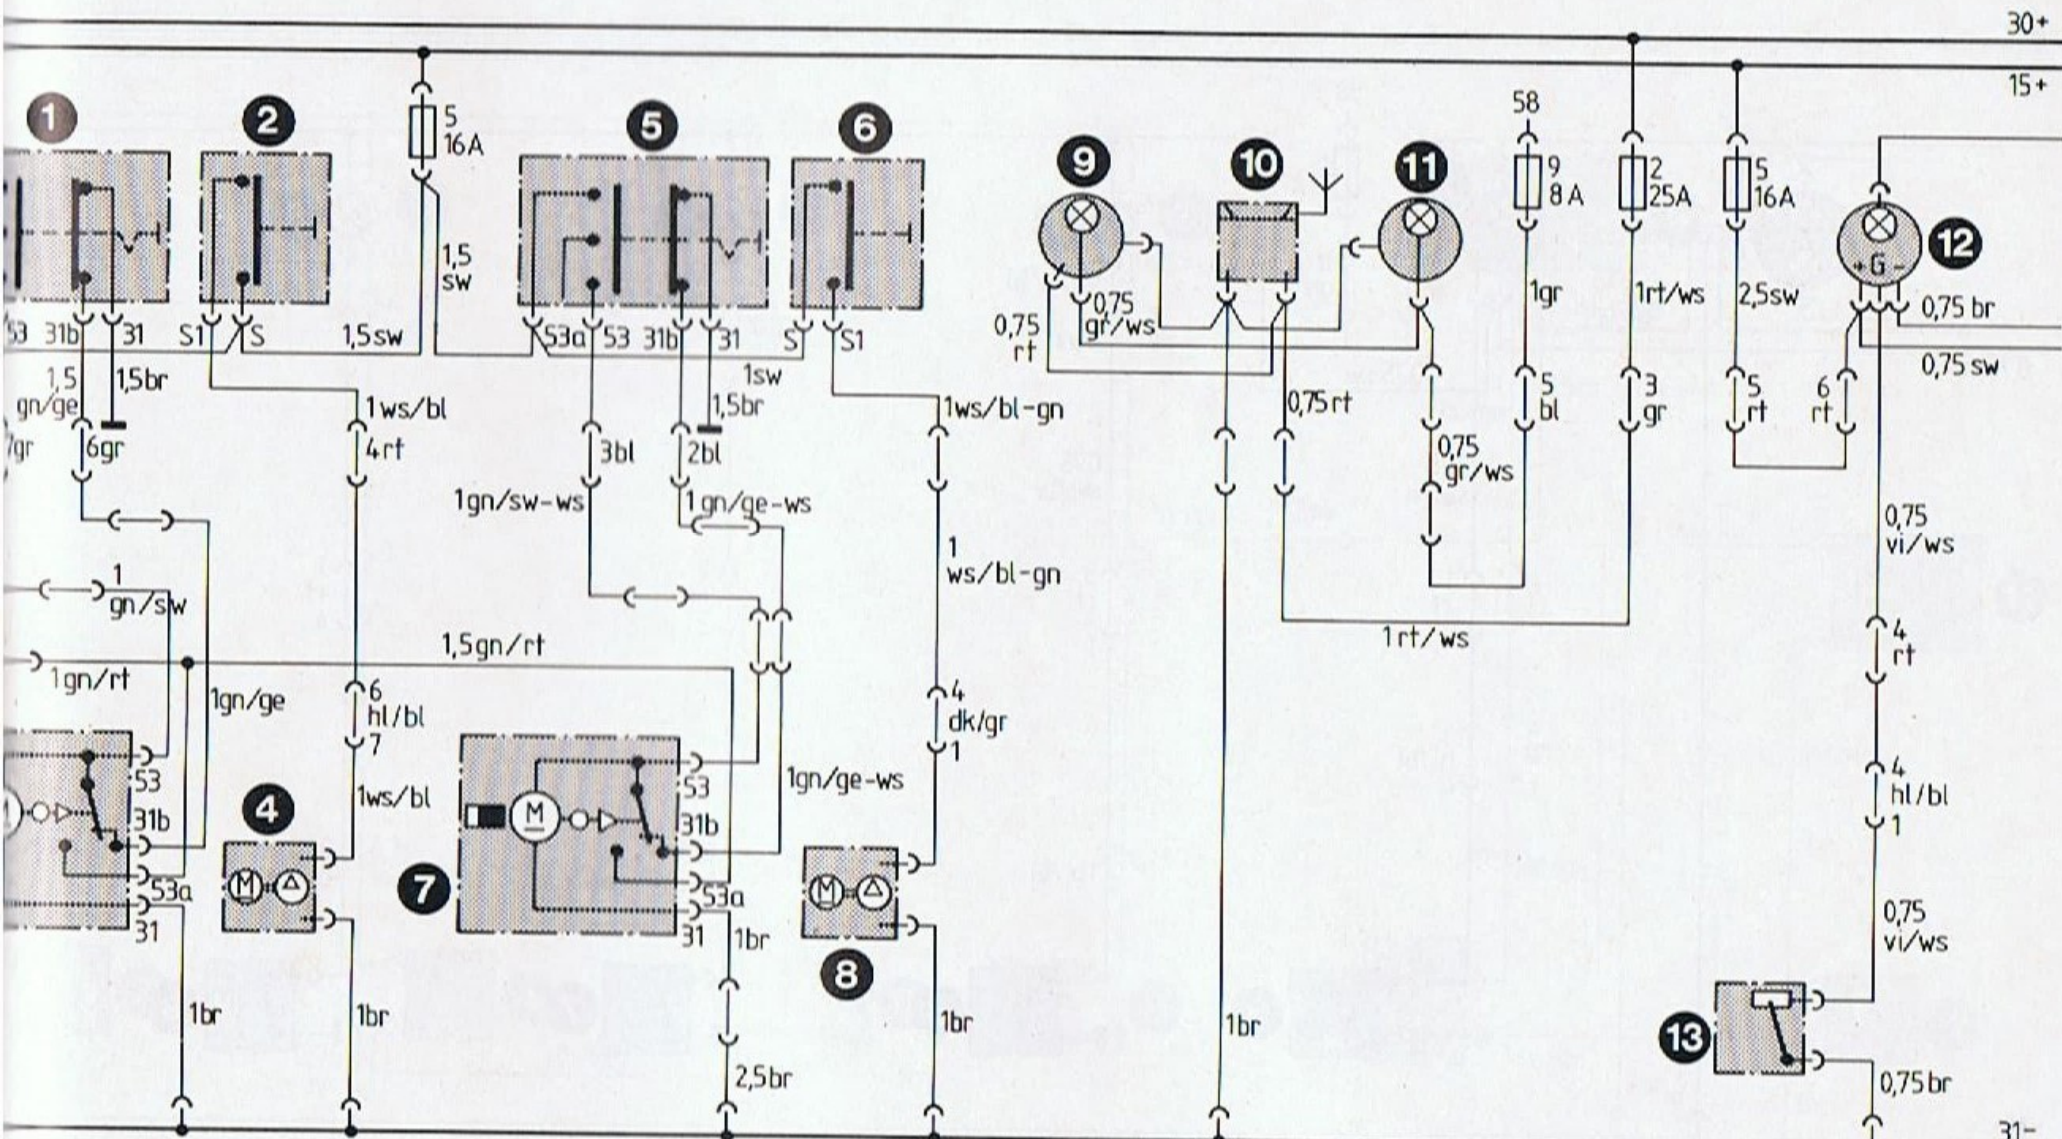 30+
15+
58
1
2
5
16A
5
6
9
10
11
9
8A
2
25A
5
16A
12
+G-
1,5
sw
53
31b
31
S1
S
1,5sw
53a
53
31b
31
S
S1
0,75
rt
0,75
gr/ws
1gr
1rt/ws
2,5sw
0,75 br
0,75 sw
1,5
gn/ge
1,5br
1sw
1,5br
1ws/bl
1ws/bl-gn
0,75rt
5
bl
3
gr
5
rt
6
rt
6gr
4rt
3bl
2bl
0,75
gr/ws
1gn/sw-ws
1gn/ge-ws
0,75
vi/ws
1
gn/sw
1
ws/bl-gn
1,5gn/rt
1rt/ws
4
rt
1gn/rt
1gn/ge
6
hl/bl
7
4
dk/gr
1
53
31b
53a
31
4
M
1ws/bl
7
M
53
31b
53a
31
1gn/ge-ws
M
8
4
hl/bl
1
0,75
vi/ws
1br
1br
1br
2,5br
1br
1br
13
0,75br
31-